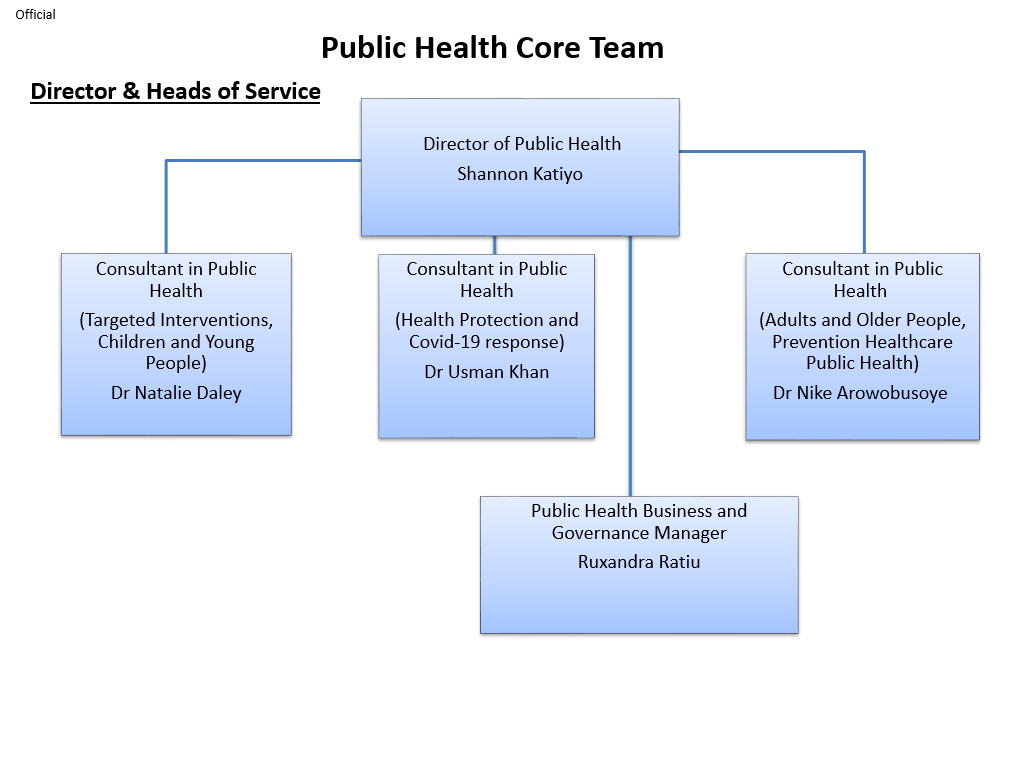 Official
Public Health Core Team
Director & Heads of Service
Director of Public Health
Shannon Katiyo
Consultant in Public
Health
(Targeted Interventions,
Children and Young
People)
Dr Natalie Daley
Consultant in Public
Health
(Health Protection and
Covid-19 response)
Dr Usman Khan
Consultant in Public
Health
(Adults and Older People,
Prevention Healthcare
Public Health)
Dr Nike Arowobusoye
Public Health Business and
Governance Manager
Ruxandra Ratiu